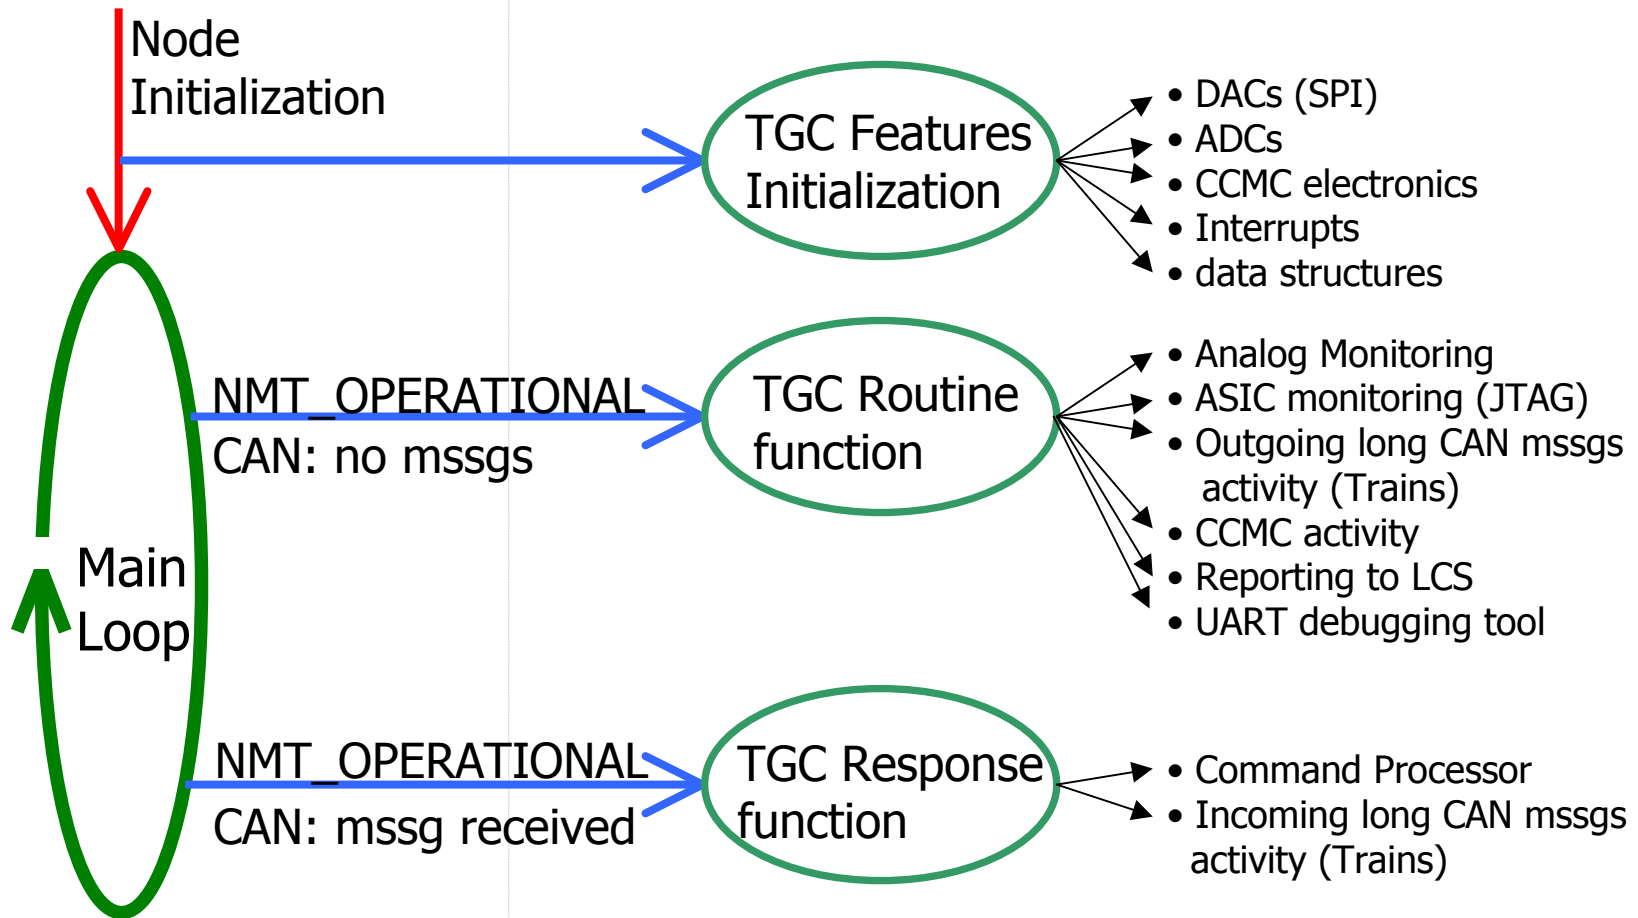 Node
Initialization
TGC Features
Initialization
• DACs (SPI)
• ADCs
• CCMC electronics
• Interrupts
• data structures
NMT_OPERATIONAL
CAN: no mssgs
TGC Routine
function
• Analog Monitoring
• ASIC monitoring (JTAG)
• Outgoing long CAN mssgs
activity (Trains)
• CCMC activity
• Reporting to LCS
• UART debugging tool
Main
Loop
NMT_OPERATIONAL
CAN: mssg received
TGC Response
function
• Command Processor
• Incoming long CAN mssgs
activity (Trains)